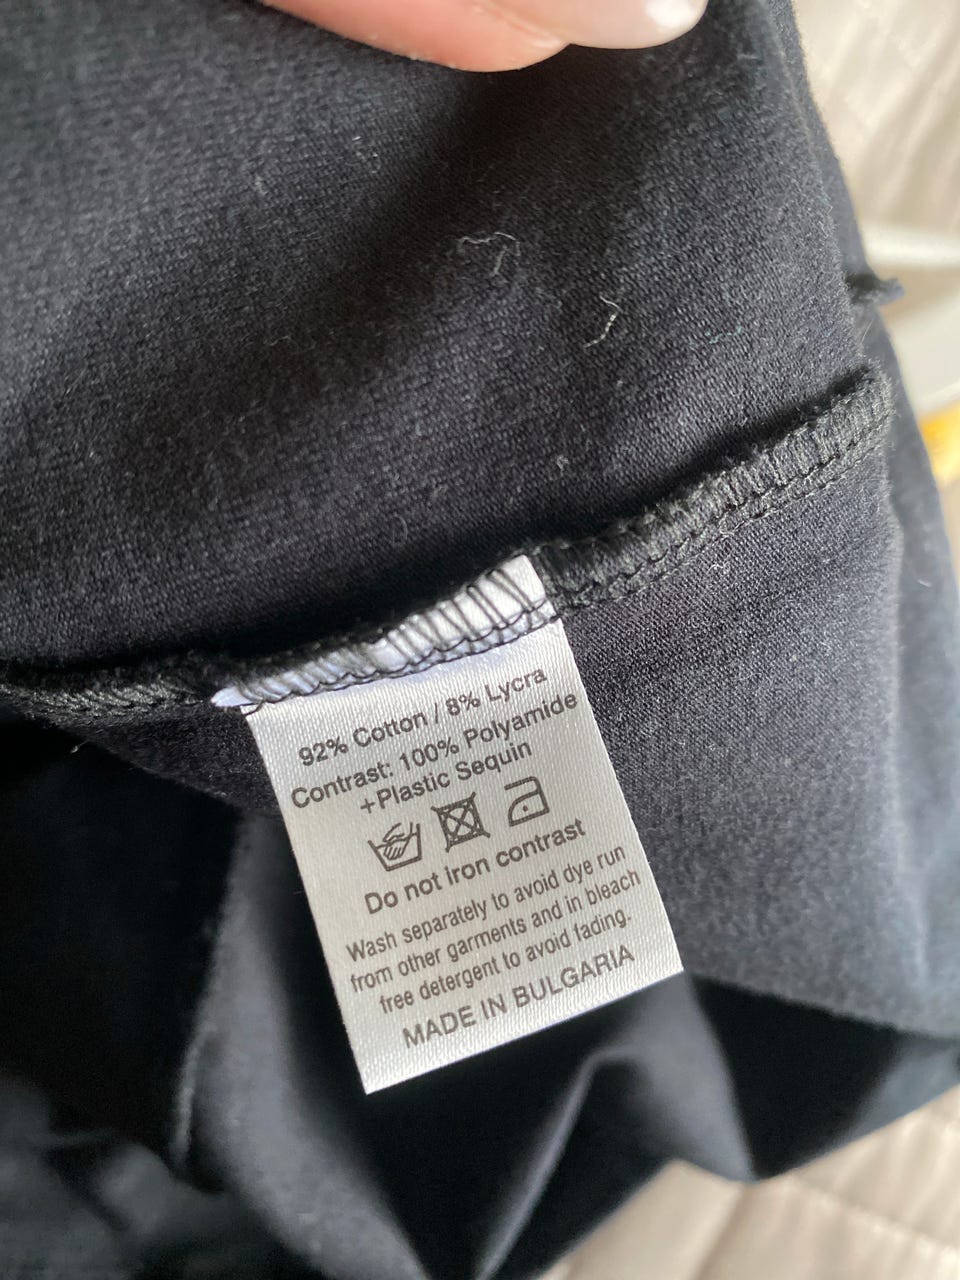 92% Cotton / 8% Lycra
Contrast: 100% Polyamide
+Plastic Sequin
Do not iron contrast
Wash separately to avoid dye run
from other garments and in bleach
free detergent to avoid fading.
MADE IN BULGARIA